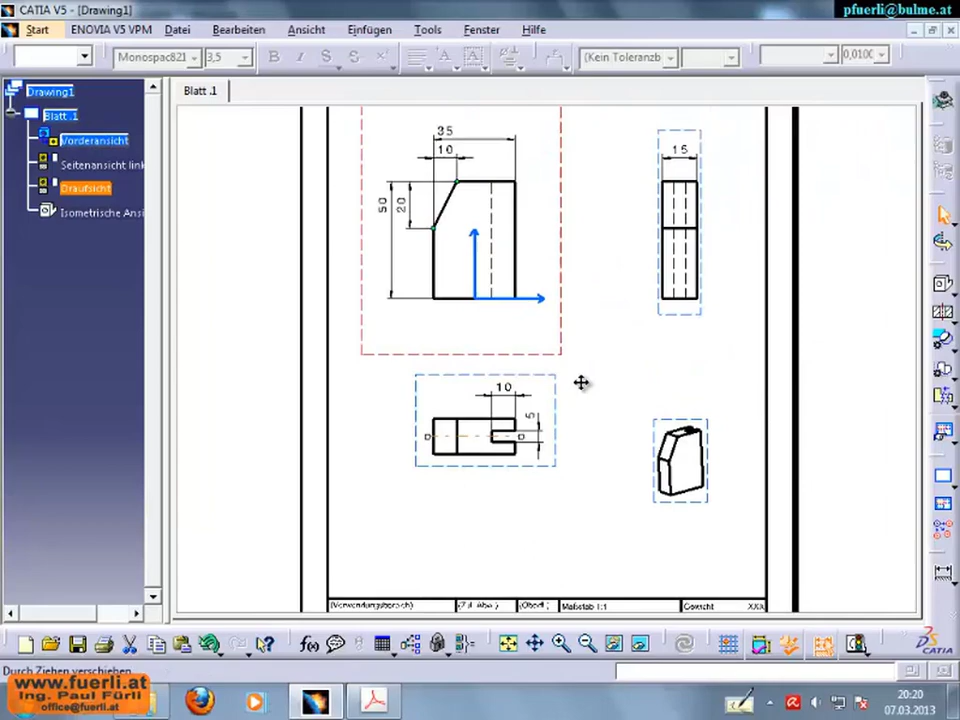 CATIA V5 - [Drawing1]
pfuerli@bulme.at
Start ENOVIA V5 VPM Datei Bearbeiten Ansicht Einfügen Tools Fenster Hilfe
Monospac821 3,5 B I S S (Kein Toleranzb 0,010
Drawing1
Blatt .1
Vorderansicht
Seitenansicht link
Draufsicht
Isometrische Ansi
Blatt .1
35
10
50
20
15
10
5
(Verwendungsbereich) Maßstab 1:1 Gewicht XXX
f(x)
CATIA
Durch Ziehen verschieben
www.fuerli.at
Ing. Paul Fürli
office@fuerli.at
20:20
07.03.2013